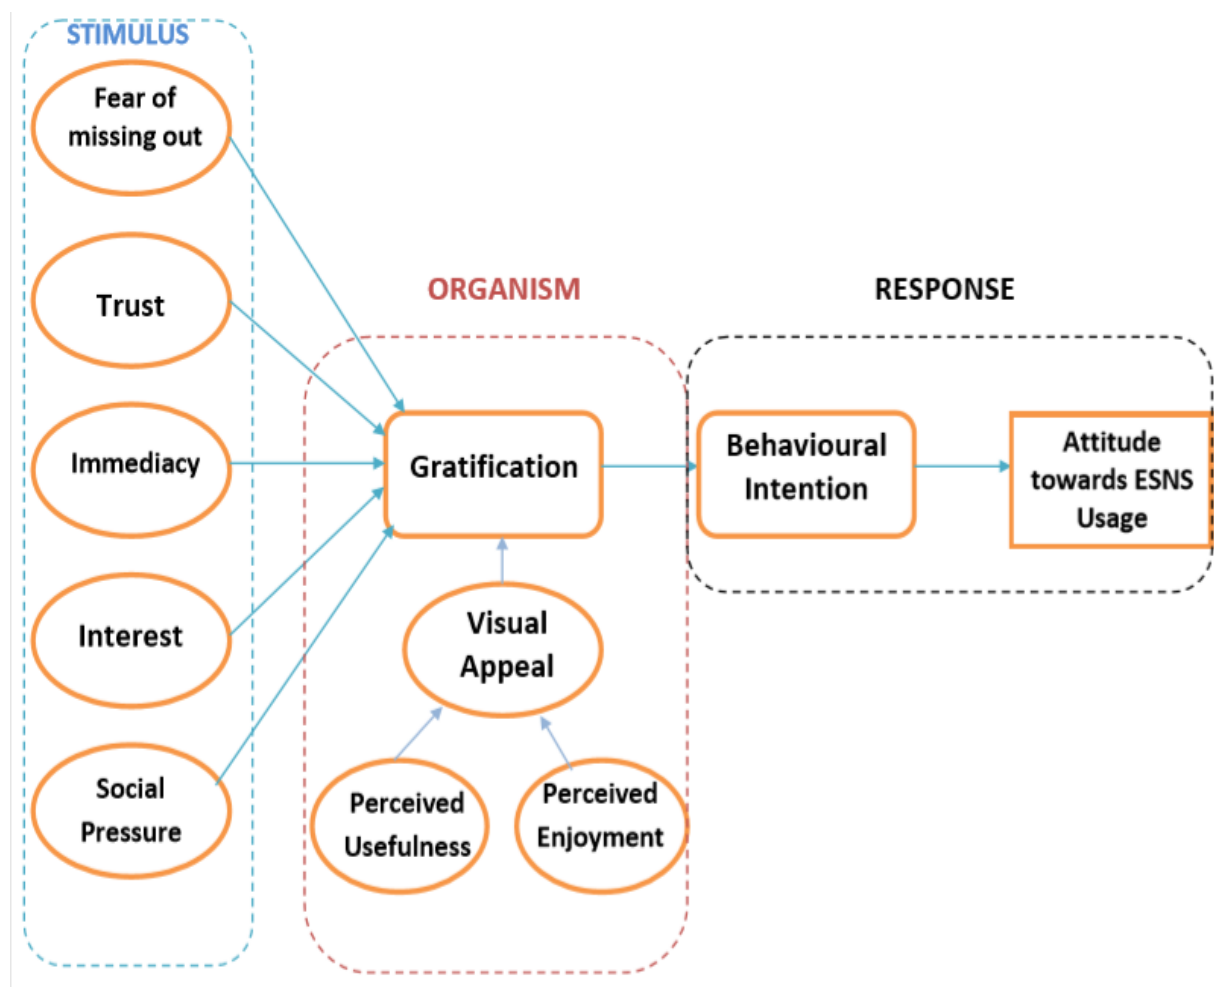 STIMULUS
Fear of
missing out
Trust
Immediacy
Interest
Social
Pressure
ORGANISM
Gratification
Visual
Appeal
Perceived
Usefulness
Perceived
Enjoyment
RESPONSE
Behavioural
Intention
Attitude
towards ESNS
Usage